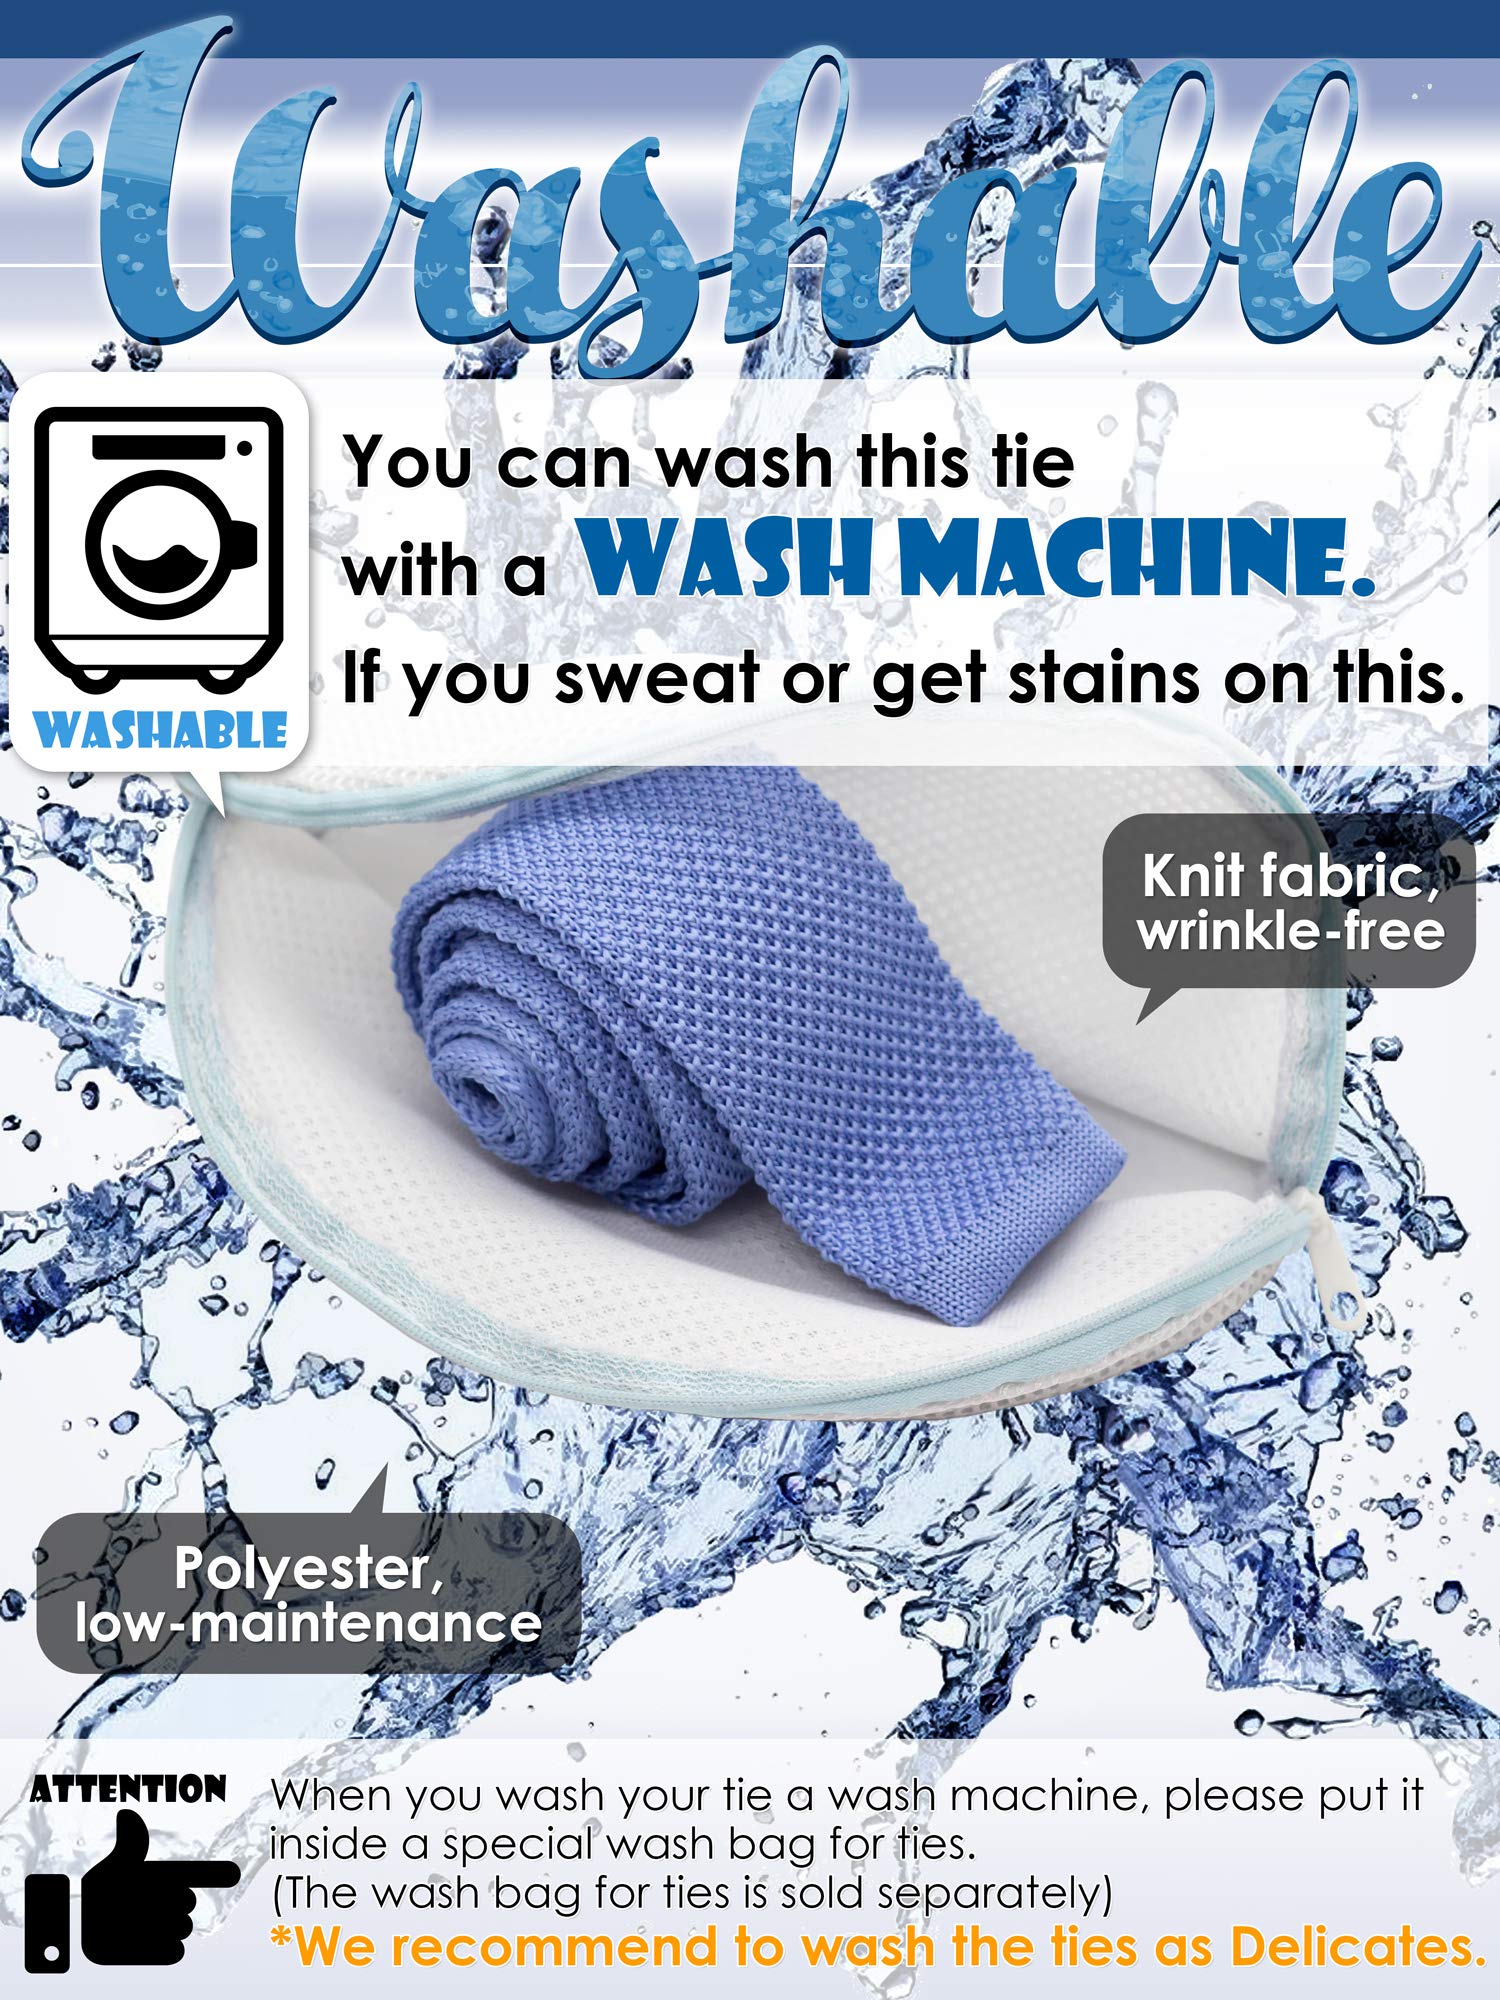 Washable
You can wash this tie
with a WASH MACHINE.
If you sweat or get stains on this.
WASHABLE
Knit fabric,
wrinkle-free
Polyester,
low-maintenance
ATTENTION
When you wash your tie a wash machine, please put it
inside a special wash bag for ties.
(The wash bag for ties is sold separately)
*We recommend to wash the ties as Delicates.